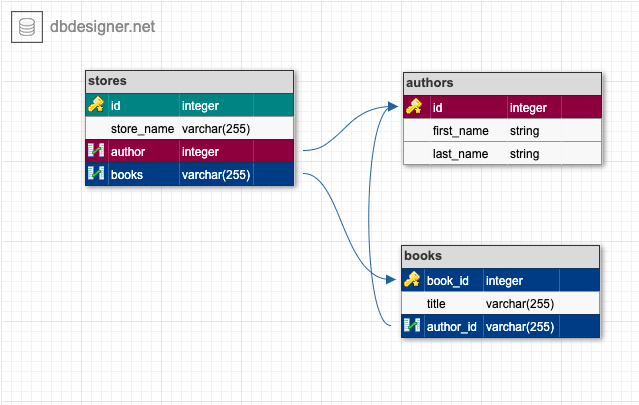 dbdesigner.net
stores
id integer
store_name varchar(255)
author integer
books varchar(255)
authors
id integer
first_name string
last_name string
books
book_id integer
title varchar(255)
author_id varchar(255)